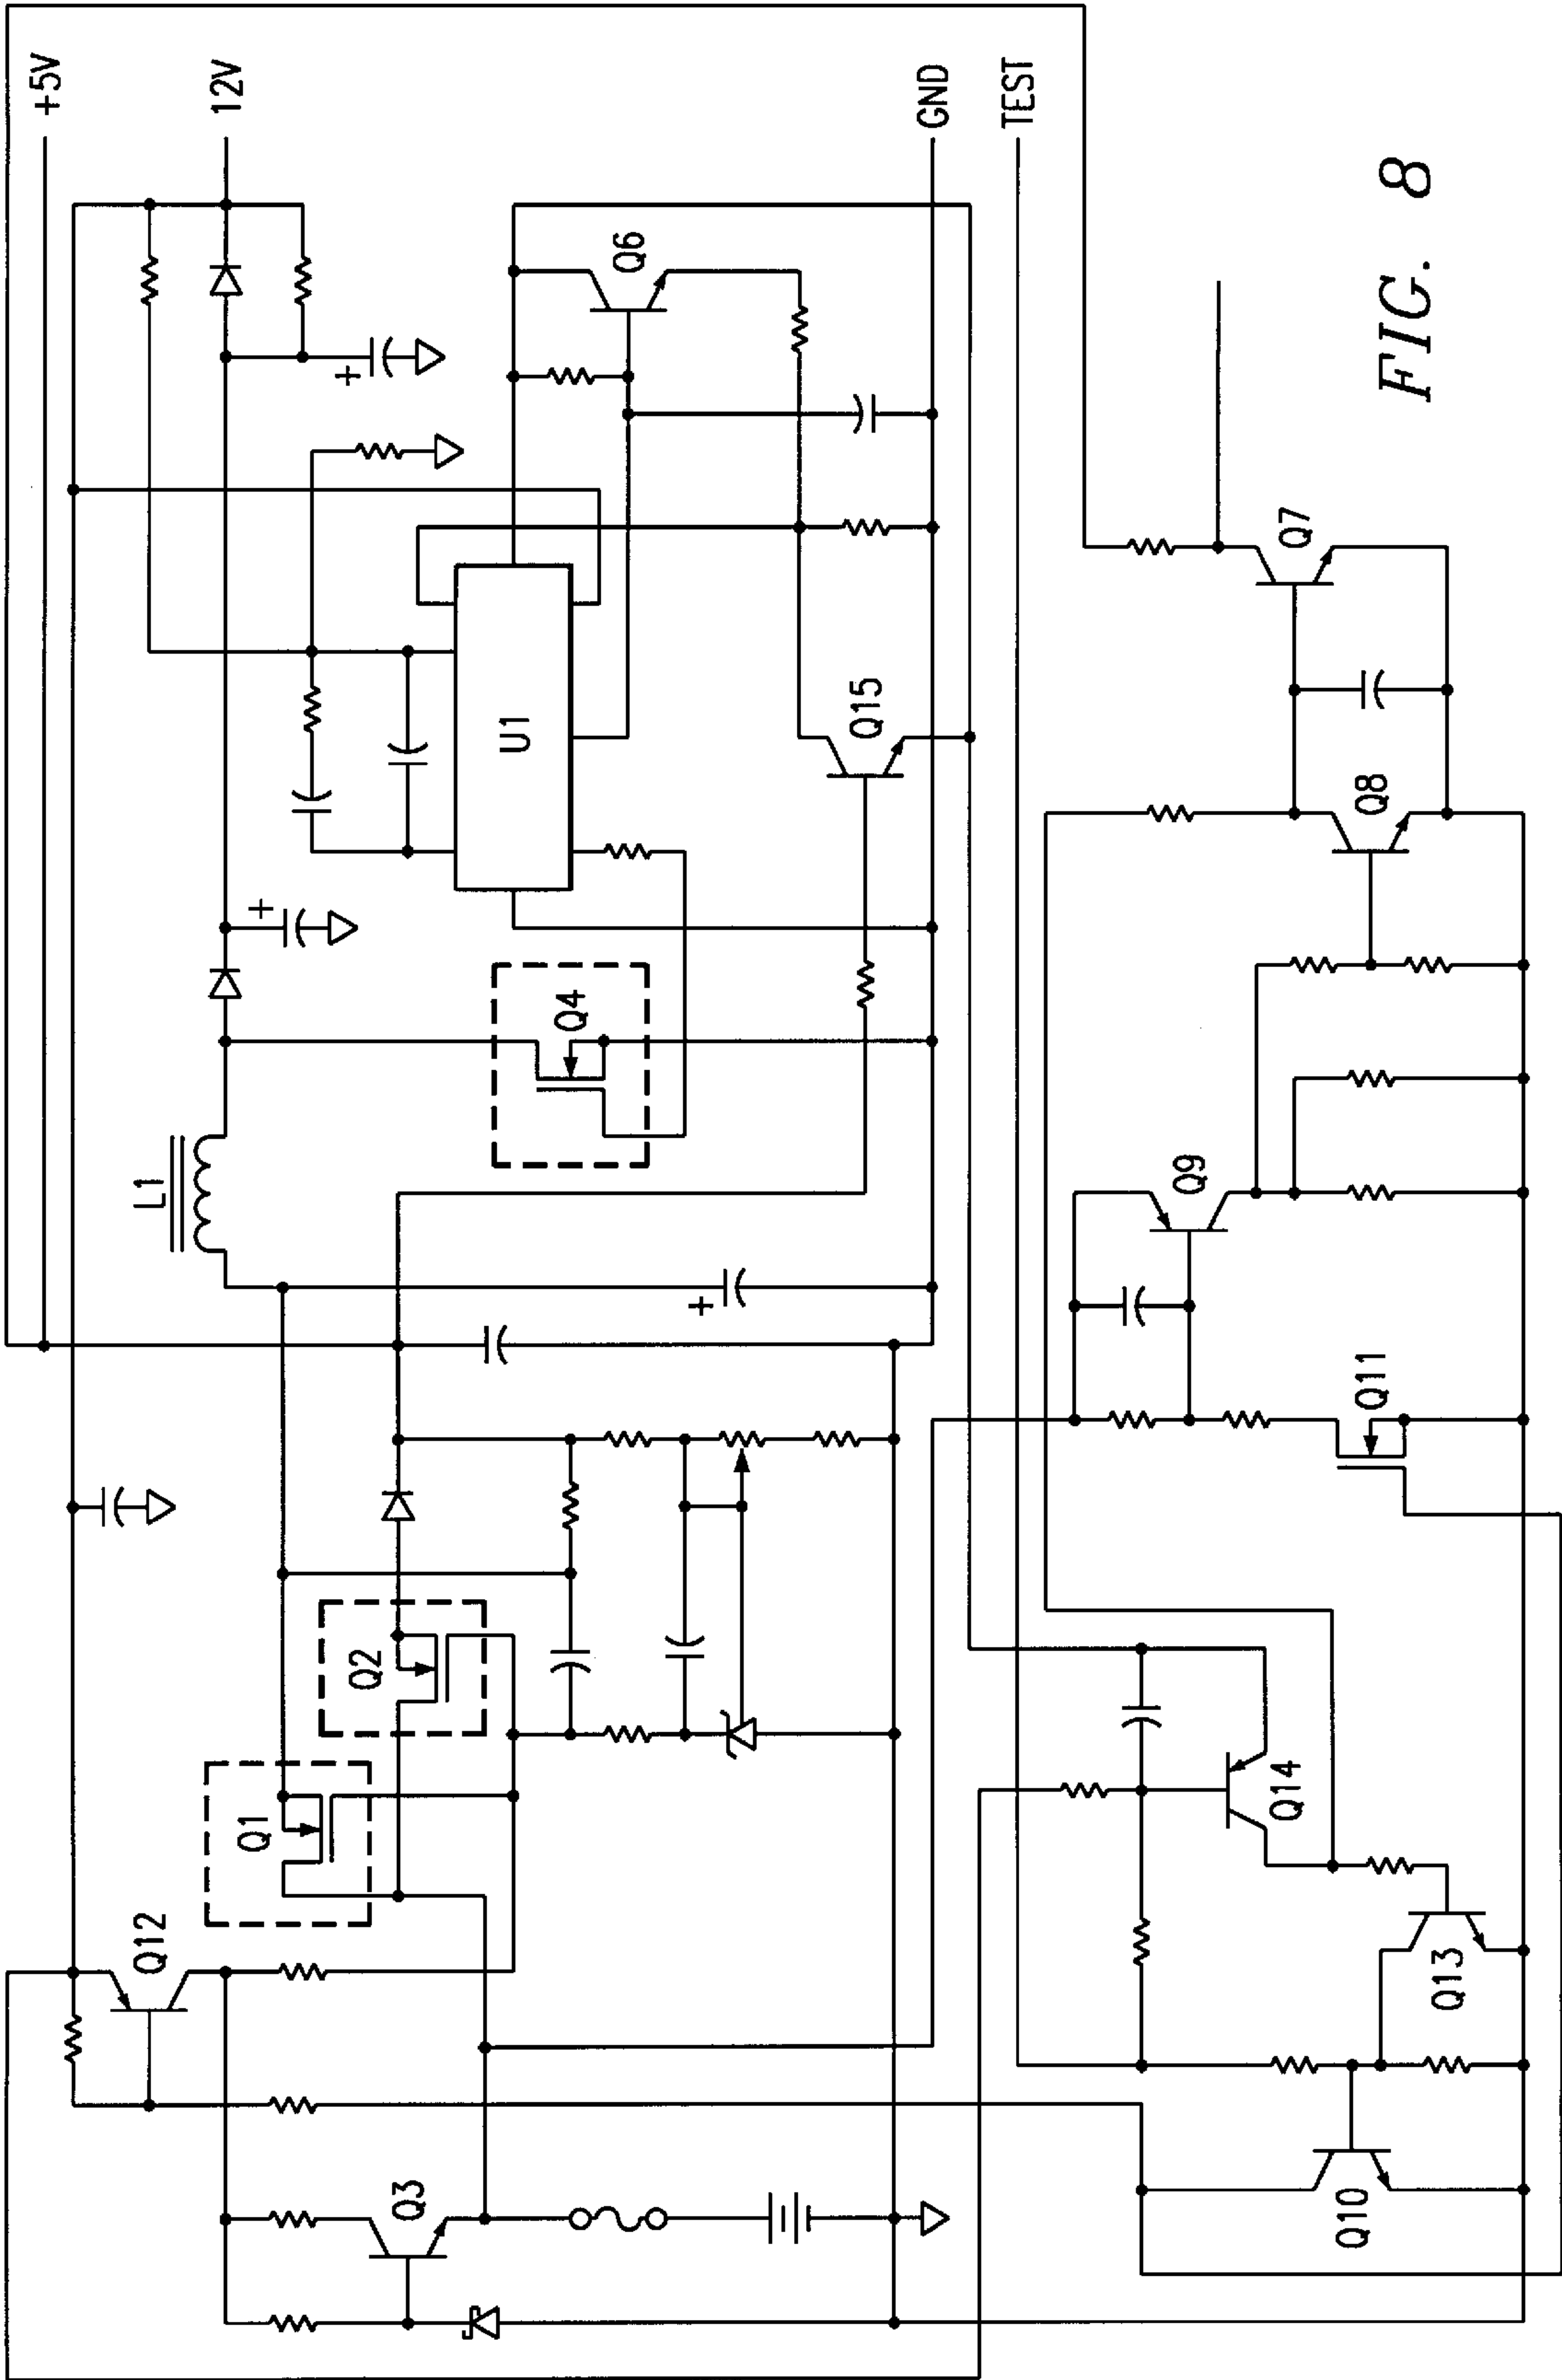 +5V
12V
GND
TEST
L1
Q12
Q1
Q2
Q3
Q4
U1
Q6
Q15
Q9
Q11
Q7
Q8
Q14
Q13
Q10
+
+
+
FIG. 8